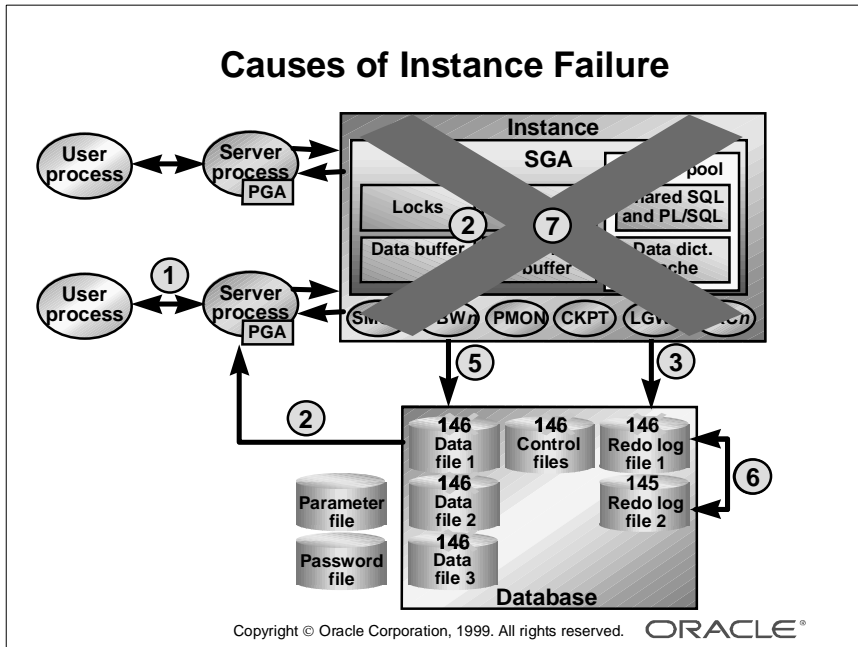 Causes of Instance Failure
Instance
SGA
pool
User
process
Server
process
PGA
Locks
2
7
hared SQL
and PL/SQL
Data buffer
buffer
Data dict.
che
1
User
process
Server
process
PGA
SM
BWn
PMON
CKPT
LGW
Cn
5
3
2
146
Data
file 1
146
Control
files
146
Redo log
file 1
6
Parameter
file
146
Data
file 2
145
Redo log
file 2
Password
file
146
Data
file 3
Database
Copyright © Oracle Corporation, 1999. All rights reserved.
ORACLE®